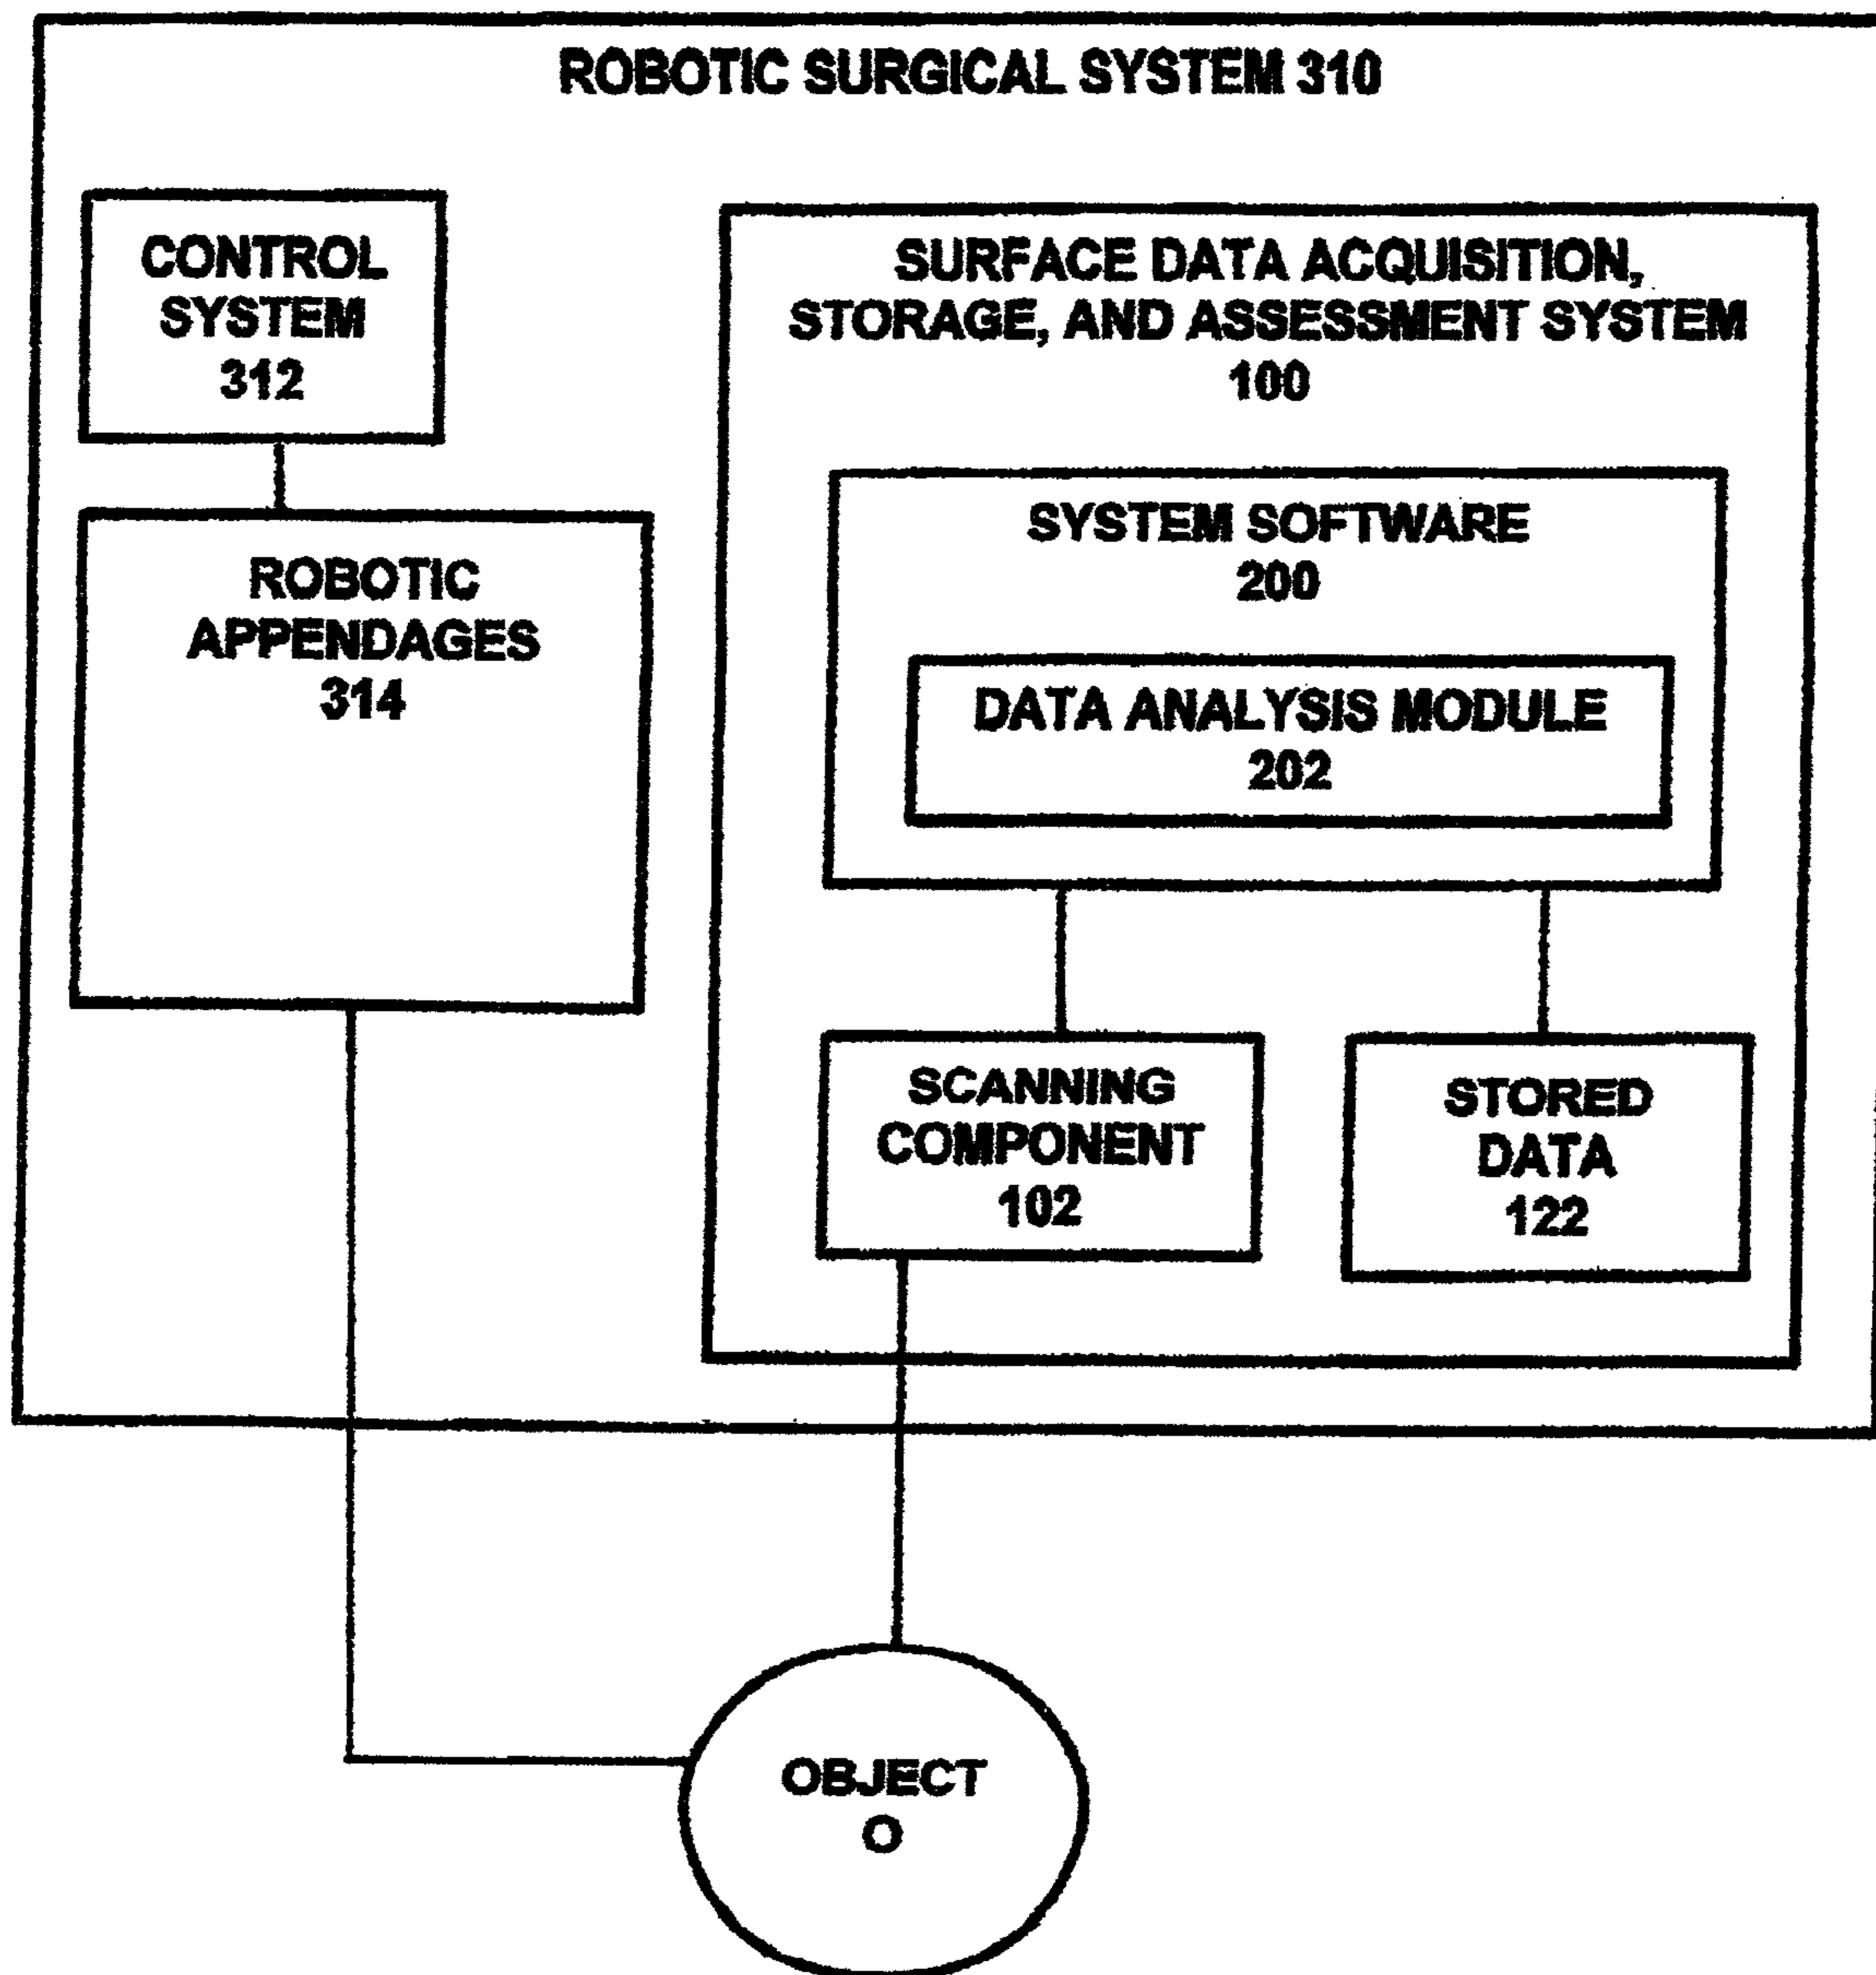 ROBOTIC SURGICAL SYSTEM 310
CONTROL
SYSTEM
312
ROBOTIC
APPENDAGES
314
SURFACE DATA ACQUISITION,
STORAGE, AND ASSESSMENT SYSTEM
100
SYSTEM SOFTWARE
200
DATA ANALYSIS MODULE
202
SCANNING
COMPONENT
102
STORED
DATA
122
OBJECT
O